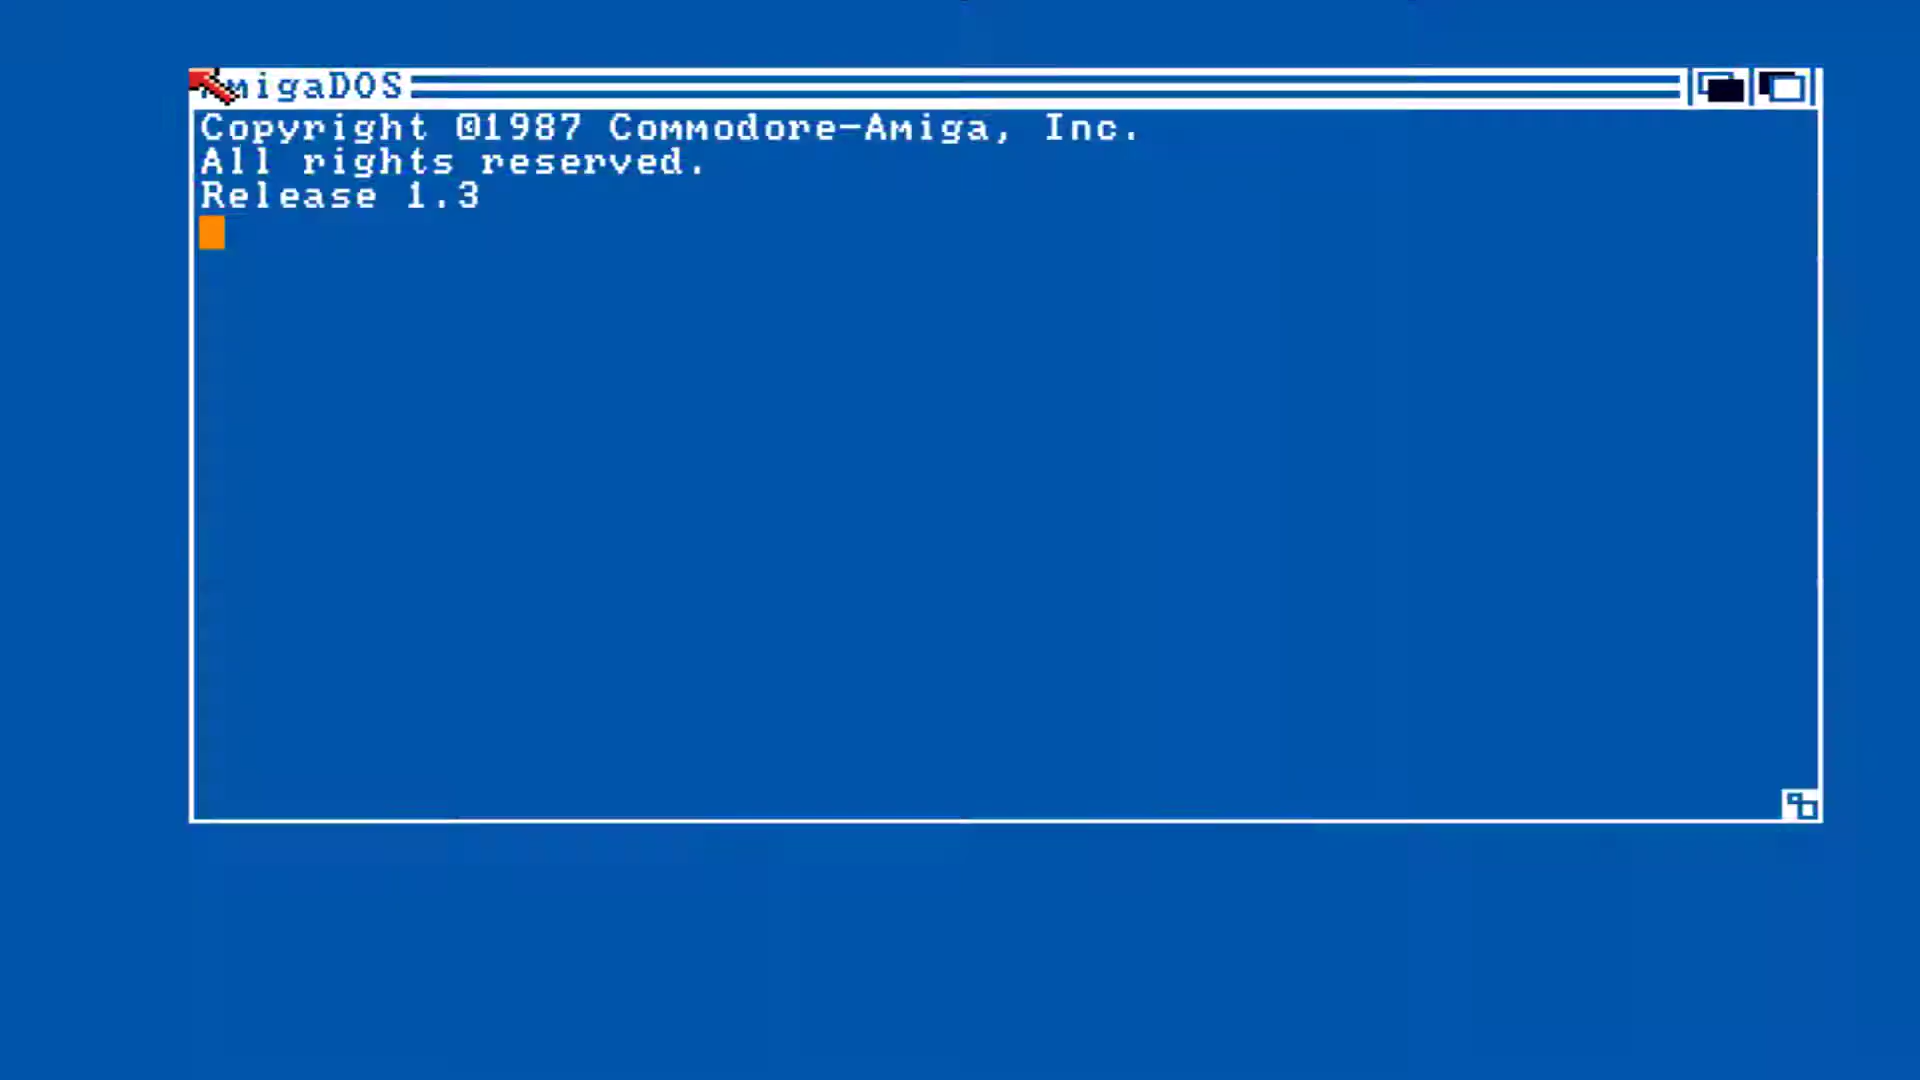 AmigaDOS
Copyright ©1987 Commodore-Amiga, Inc.
All rights reserved.
Release 1.3